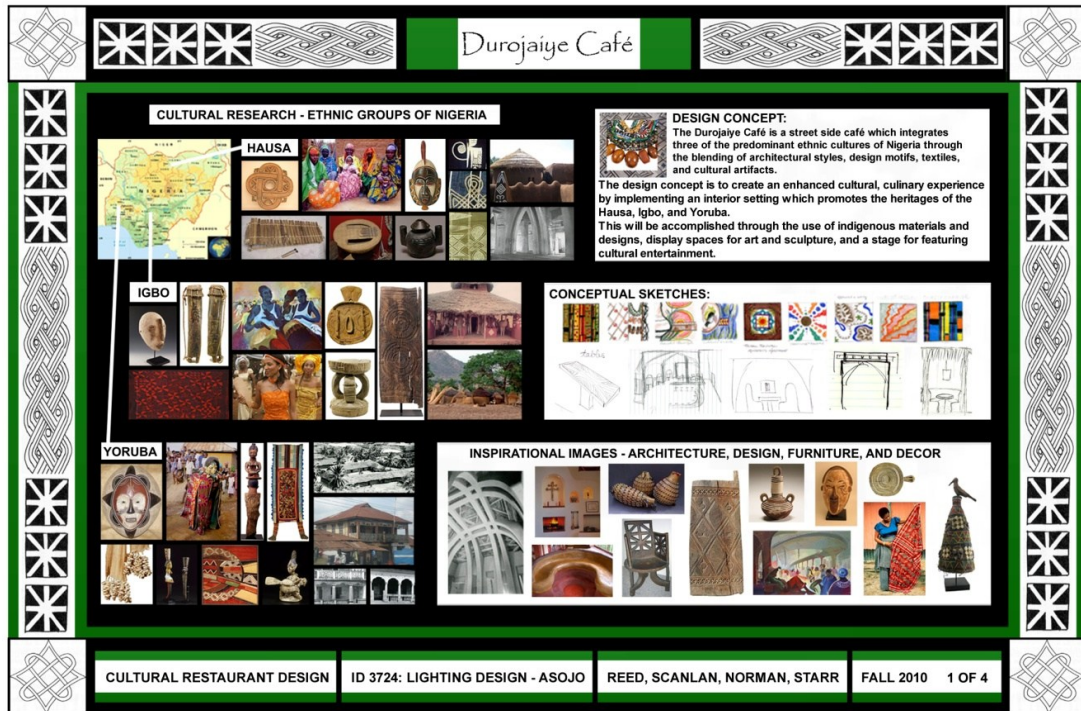 Durojaiye Café
CULTURAL RESEARCH - ETHNIC GROUPS OF NIGERIA
HAUSA
NIGERIA
IGBO
YORUBA
DESIGN CONCEPT:
The Durojaiye Café is a street side café which integrates
three of the predominant ethnic cultures of Nigeria through
the blending of architectural styles, design motifs, textiles,
and cultural artifacts.
The design concept is to create an enhanced cultural, culinary experience
by implementing an interior setting which promotes the heritages of the
Hausa, Igbo, and Yoruba.
This will be accomplished through the use of indigenous materials and
designs, display spaces for art and sculpture, and a stage for featuring
cultural entertainment.
CONCEPTUAL SKETCHES:
tables
INSPIRATIONAL IMAGES - ARCHITECTURE, DESIGN, FURNITURE, AND DECOR
CULTURAL RESTAURANT DESIGN
ID 3724: LIGHTING DESIGN - ASOJO
REED, SCANLAN, NORMAN, STARR
FALL 2010 1 OF 4